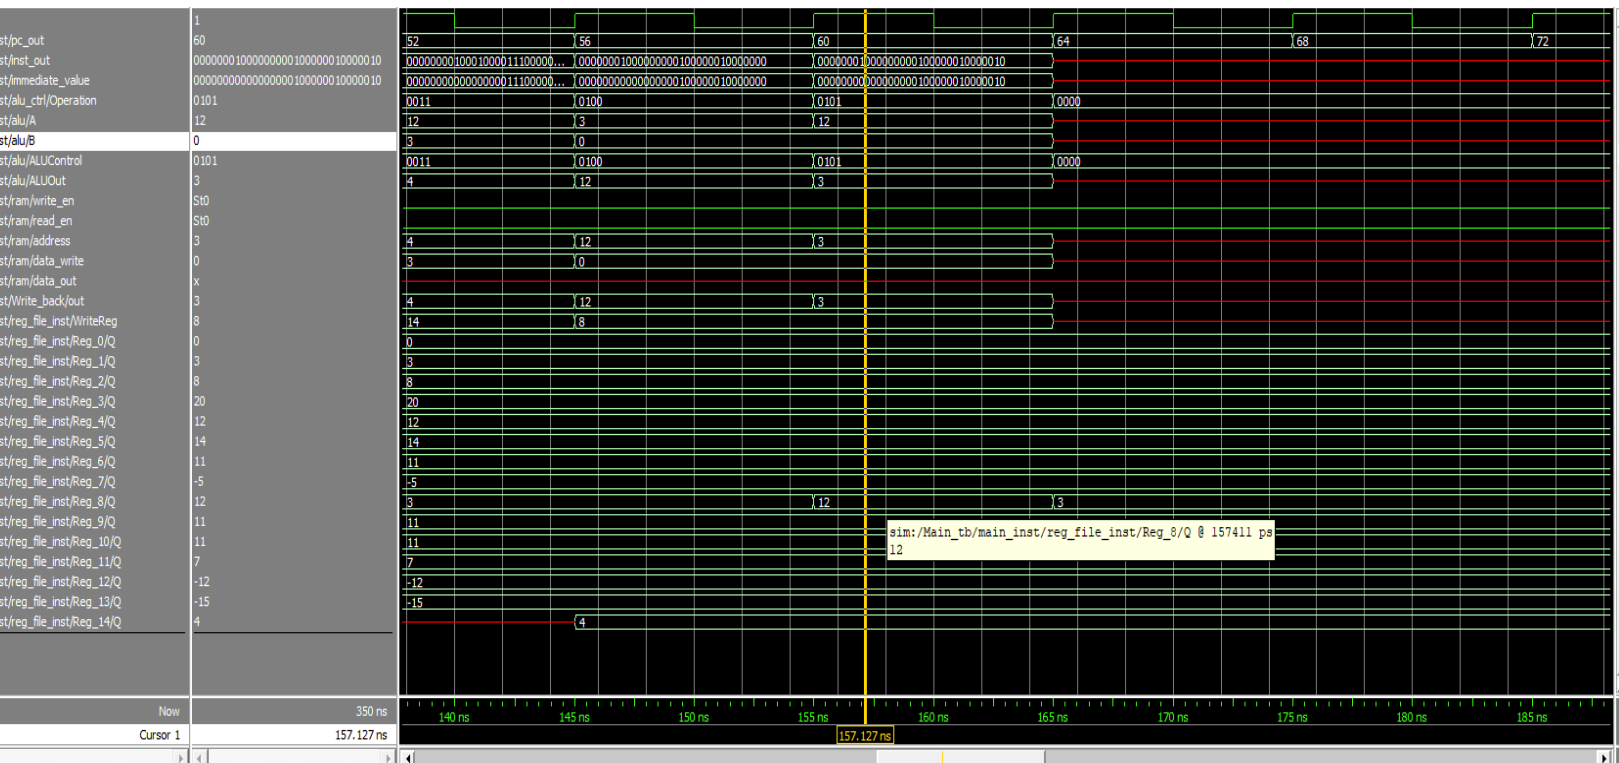 1
st/pc_out 60 52 56 60 64 68 72
st/inst_out 00000000100000000100000010000010 0000000010001000011100000... 00000001000000000100000010000000 00000001000000000100000010000010
st/immediate_value 00000000000000000100000010000010 0000000000000000011100000... 00000000000000000100000010000000 00000000000000000100000010000010
st/alu_ctrl/Operation 0101 0011 0100 0101 0000
st/alu/A 12 12 3 12
st/alu/B 0 3 0
st/alu/ALUControl 0101 0011 0100 0101 0000
st/alu/ALUOut 3 4 12 3
st/ram/write_en St0
st/ram/read_en St0
st/ram/address 3 4 12 3
st/ram/data_write 0 3 0
st/ram/data_out x
st/Write_back/out 3 4 12 3
st/reg_file_inst/WriteReg 8 14 8
st/reg_file_inst/Reg_0/Q 0 0
st/reg_file_inst/Reg_1/Q 3 3
st/reg_file_inst/Reg_2/Q 8 8
st/reg_file_inst/Reg_3/Q 20 20
st/reg_file_inst/Reg_4/Q 12 12
st/reg_file_inst/Reg_5/Q 14 14
st/reg_file_inst/Reg_6/Q 11 11
st/reg_file_inst/Reg_7/Q -5 -5
st/reg_file_inst/Reg_8/Q 12 3 12 3
st/reg_file_inst/Reg_9/Q 11 11
sim:/Main_tb/main_inst/reg_file_inst/Reg_8/Q @ 157411 ps
12
st/reg_file_inst/Reg_10/Q 11 11
st/reg_file_inst/Reg_11/Q 7 7
st/reg_file_inst/Reg_12/Q -12 -12
st/reg_file_inst/Reg_13/Q -15 -15
st/reg_file_inst/Reg_14/Q 4 4
Now 350 ns 140 ns 145 ns 150 ns 155 ns 160 ns 165 ns 170 ns 175 ns 180 ns 185 ns
Cursor 1 157.127 ns 157.127 ns